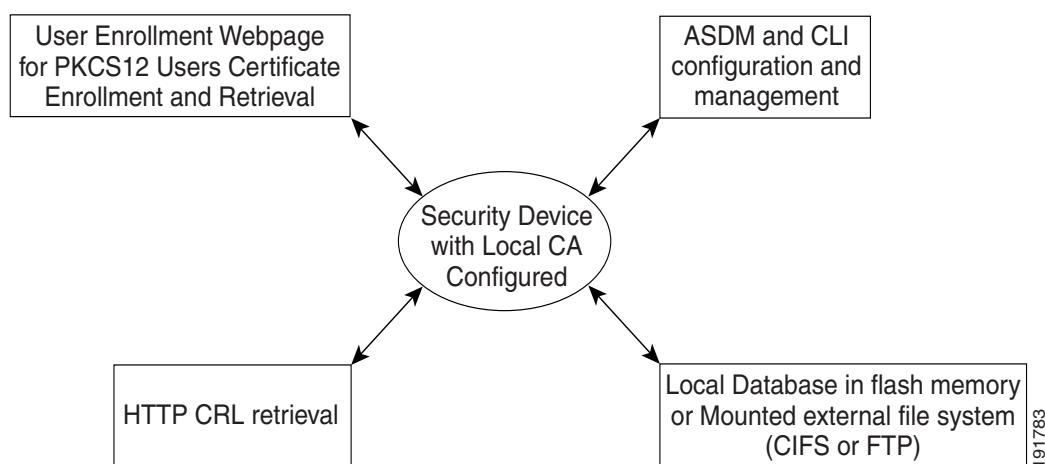 User Enrollment Webpage
for PKCS12 Users Certificate
Enrollment and Retrieval
ASDM and CLI
configuration and
management
Security Device
with Local CA
Configured
HTTP CRL retrieval
Local Database in flash memory
or Mounted external file system
(CIFS or FTP)
191783